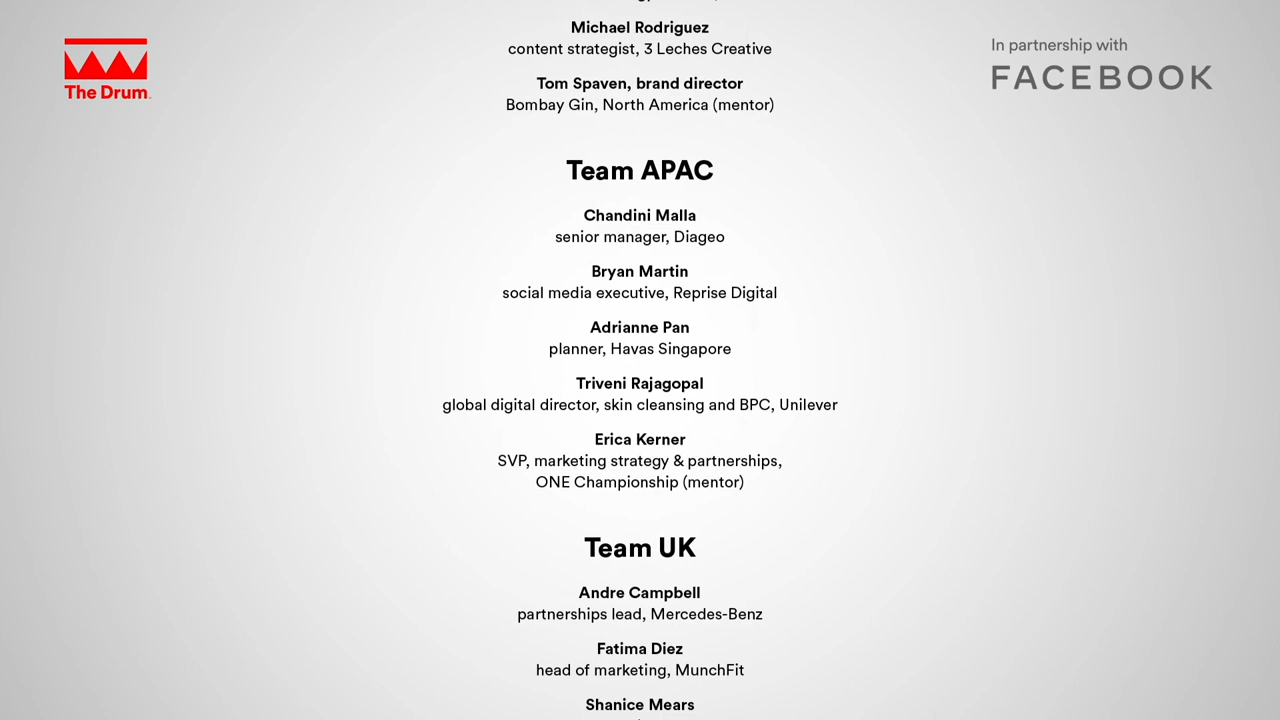 Michael Rodriguez
content strategist, 3 Leches Creative
Tom Spaven, brand director
Bombay Gin, North America (mentor)
The Drum.
In partnership with
FACEBOOK
Team APAC
Chandini Malla
senior manager, Diageo
Bryan Martin
social media executive, Reprise Digital
Adrianne Pan
planner, Havas Singapore
Triveni Rajagopal
global digital director, skin cleansing and BPC, Unilever
Erica Kerner
SVP, marketing strategy & partnerships,
ONE Championship (mentor)
Team UK
Andre Campbell
partnerships lead, Mercedes-Benz
Fatima Diez
head of marketing, MunchFit
Shanice Mears